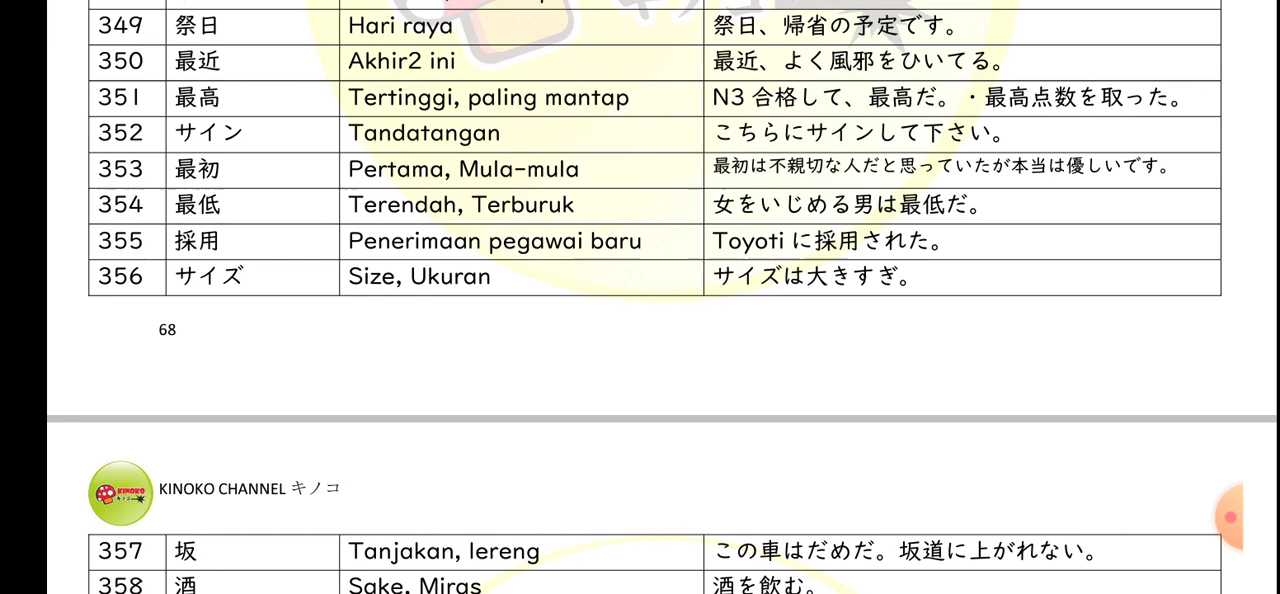 349 祭日 Hari raya 祭日、帰省の予定です。
350 最近 Akhir2 ini 最近、よく風邪をひいてる。
351 最高 Tertinggi, paling mantap N3 合格して、最高だ。・最高点数を取った。
352 サイン Tandatangan こちらにサインして下さい。
353 最初 Pertama, Mula-mula 最初は不親切な人だと思っていたが本当は優しいです。
354 最低 Terendah, Terburuk 女をいじめる男は最低だ。
355 採用 Penerimaan pegawai baru Toyoti に採用された。
356 サイズ Size, Ukuran サイズは大きすぎ。
68
KINOKO キノコ
KINOKO CHANNEL キノコ
357 坂 Tanjakan, lereng この車はだめだ。坂道に上がれない。
358 酒 Sake, Miras 酒を飲む。